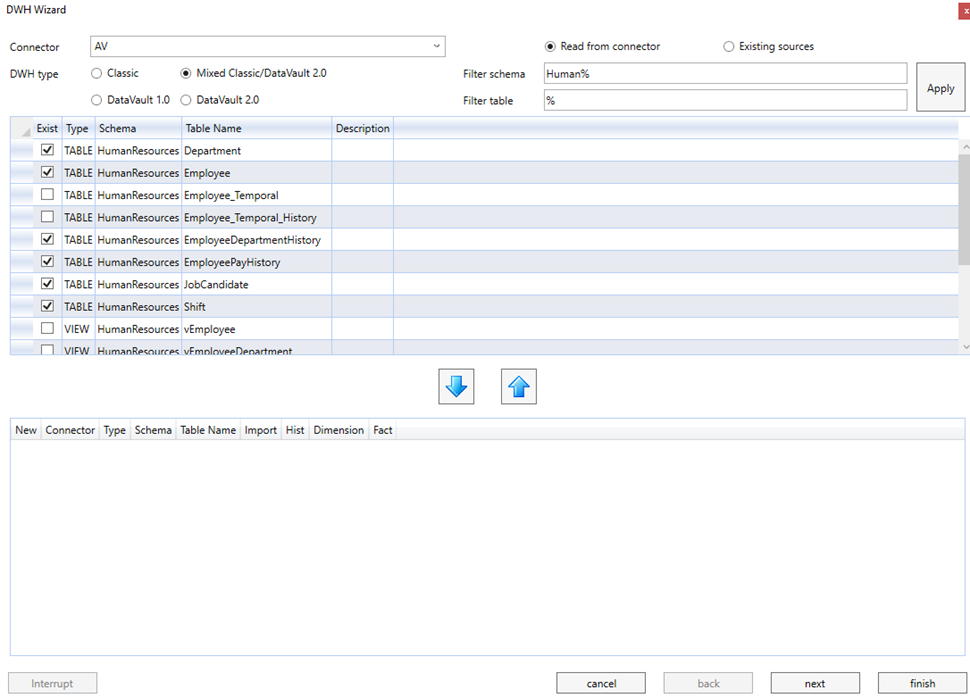 DWH Wizard
x
Connector AV Read from connector Existing sources
DWH type Classic Mixed Classic/DataVault 2.0 Filter schema Human%
DataVault 1.0 DataVault 2.0 Filter table %
Apply
Exist Type Schema Table Name Description
TABLE HumanResources Department
TABLE HumanResources Employee
TABLE HumanResources Employee_Temporal
TABLE HumanResources Employee_Temporal_History
TABLE HumanResources EmployeeDepartmentHistory
TABLE HumanResources EmployeePayHistory
TABLE HumanResources JobCandidate
TABLE HumanResources Shift
VIEW HumanResources vEmployee
VIEW HumanResources vEmployeeDepartment
New Connector Type Schema Table Name Import Hist Dimension Fact
Interrupt cancel back next finish